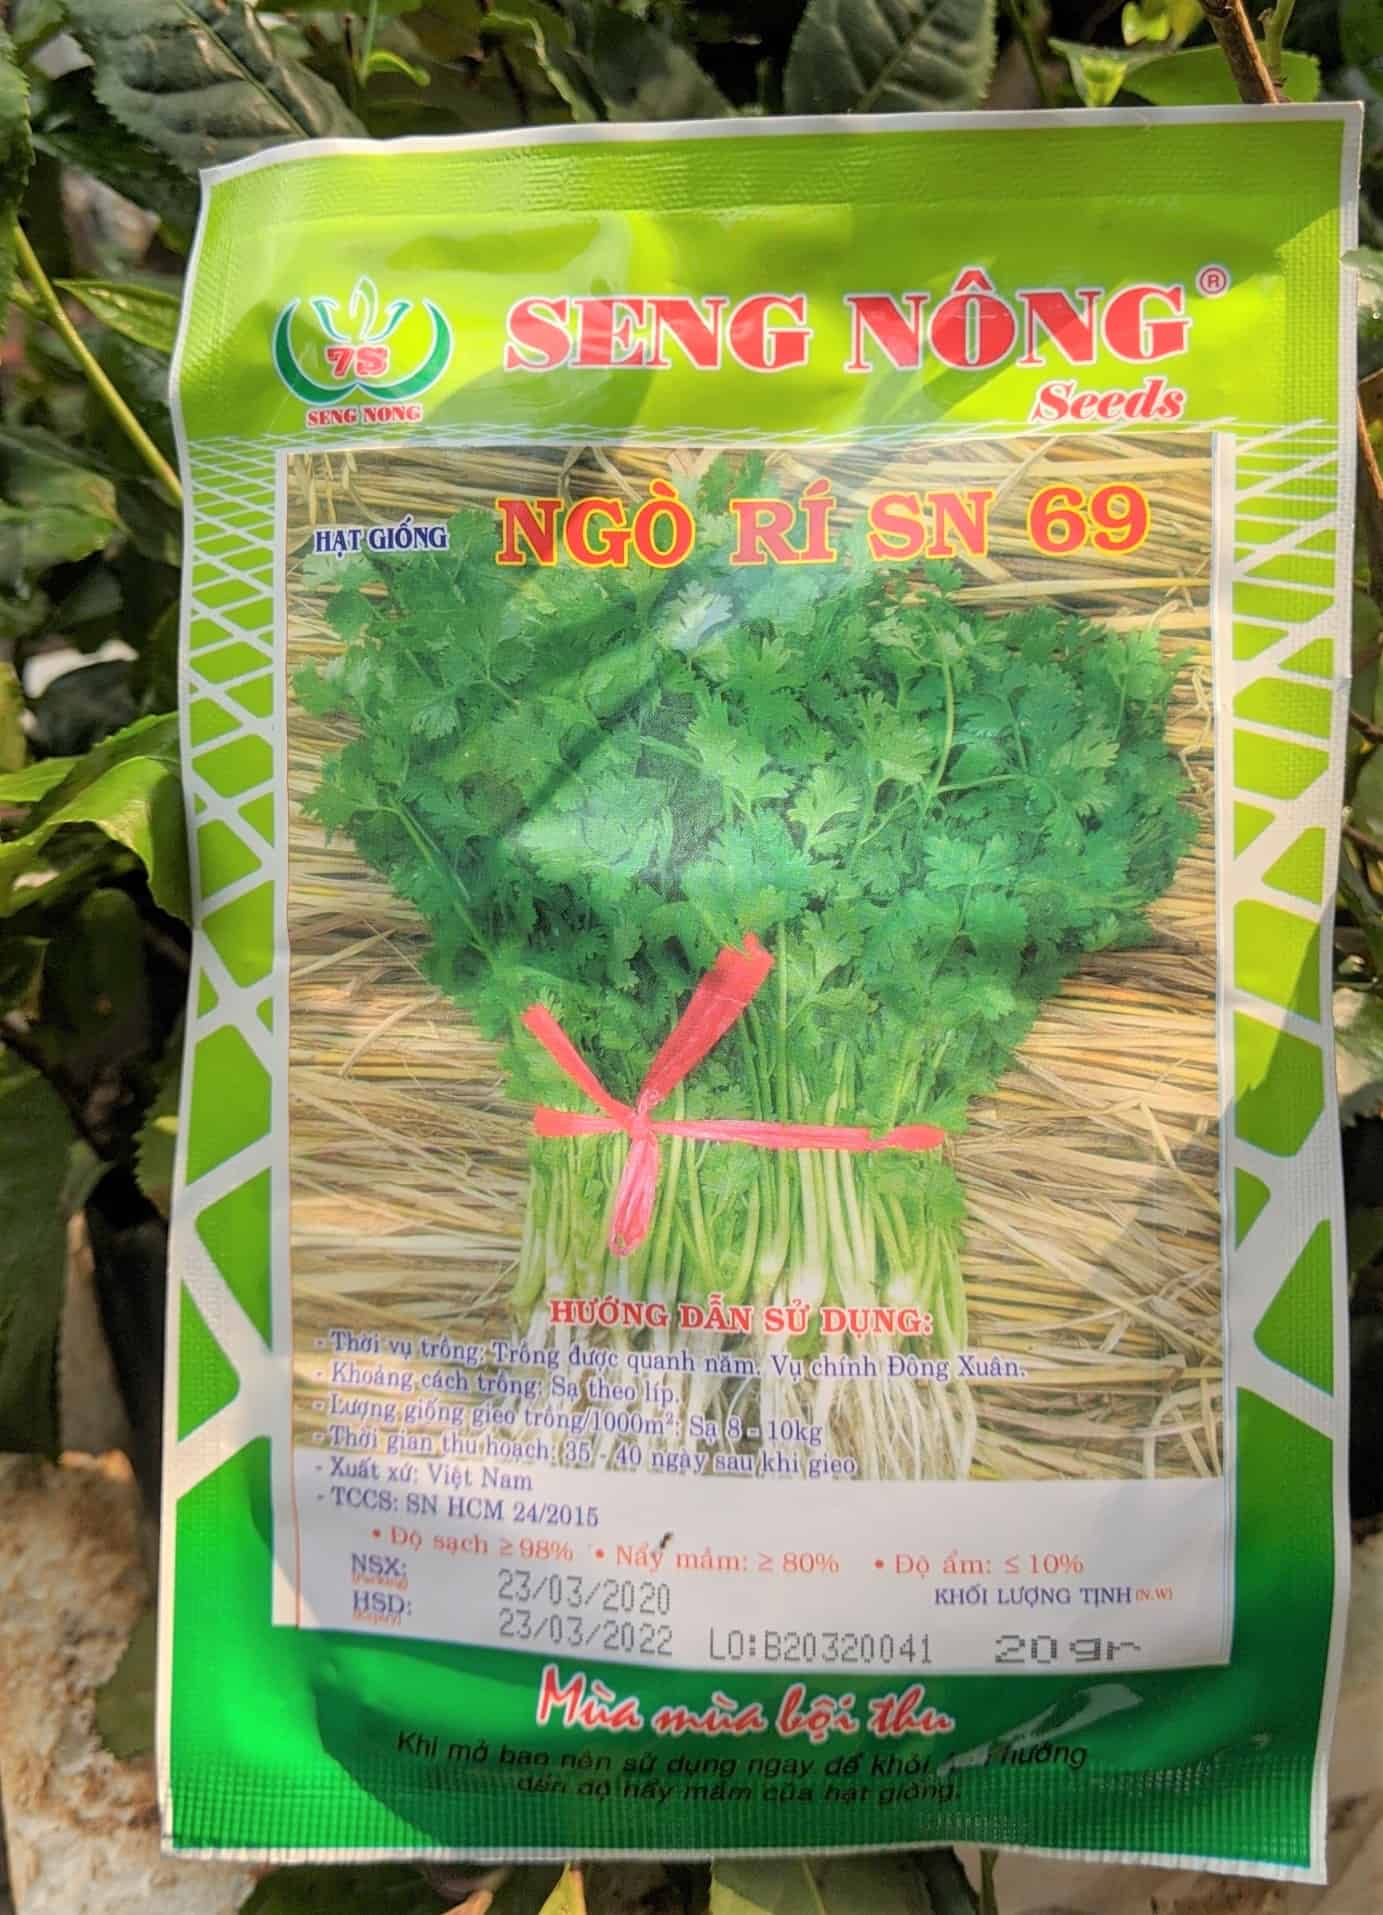 7S
SENG NONG
SENG NÔNG®
Seeds
HẠT GIỐNG NGÒ RÍ SN 69
HƯỚNG DẪN SỬ DỤNG:
- Thời vụ trồng: Trồng được quanh năm, Vụ chính Đông Xuân.
- Khoảng cách trồng: Sạ theo líp.
- Lượng giống gieo trồng/1000m²: Sạ 8 - 10kg
- Thời gian thu hoạch: 35 - 40 ngày sau khi gieo
- Xuất xứ: Việt Nam
- TCCS: SN HCM 24/2015
• Độ sạch ≥ 98% • Nẩy mầm: ≥ 80% • Độ ẩm: ≤ 10%
NSX: 23/03/2020
(Packing)
KHỐI LƯỢNG TỊNH (N.W)
HSD: 23/03/2022 LO:B20320041 20gr
(Expiry)
Mùa mùa bội thu
Khi mở bao nên sử dụng ngay để khỏi hưởng
đến độ nẩy mầm của hạt giống.